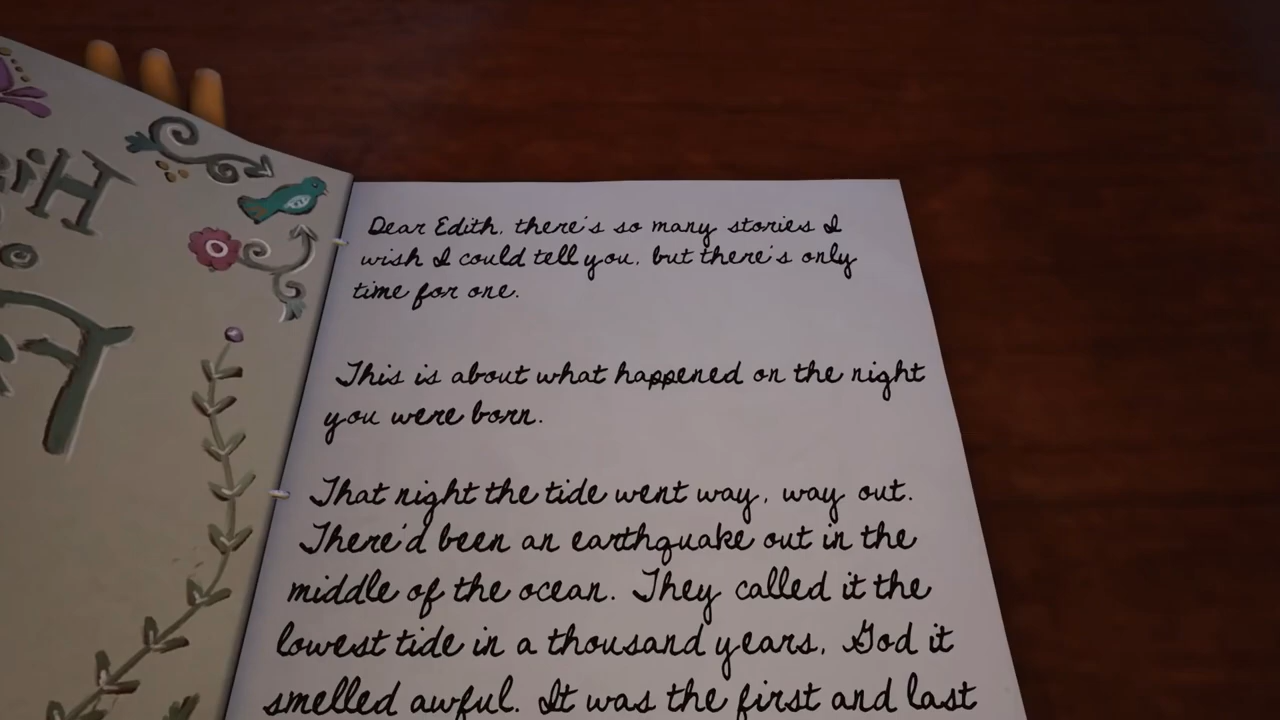 Dear Edith, there's so many stories I
wish I could tell you, but there's only
time for one.
This is about what happened on the night
you were born.
That night the tide went way, way out.
There'd been an earthquake out in the
middle of the ocean. They called it the
lowest tide in a thousand years. God it
smelled awful. It was the first and last